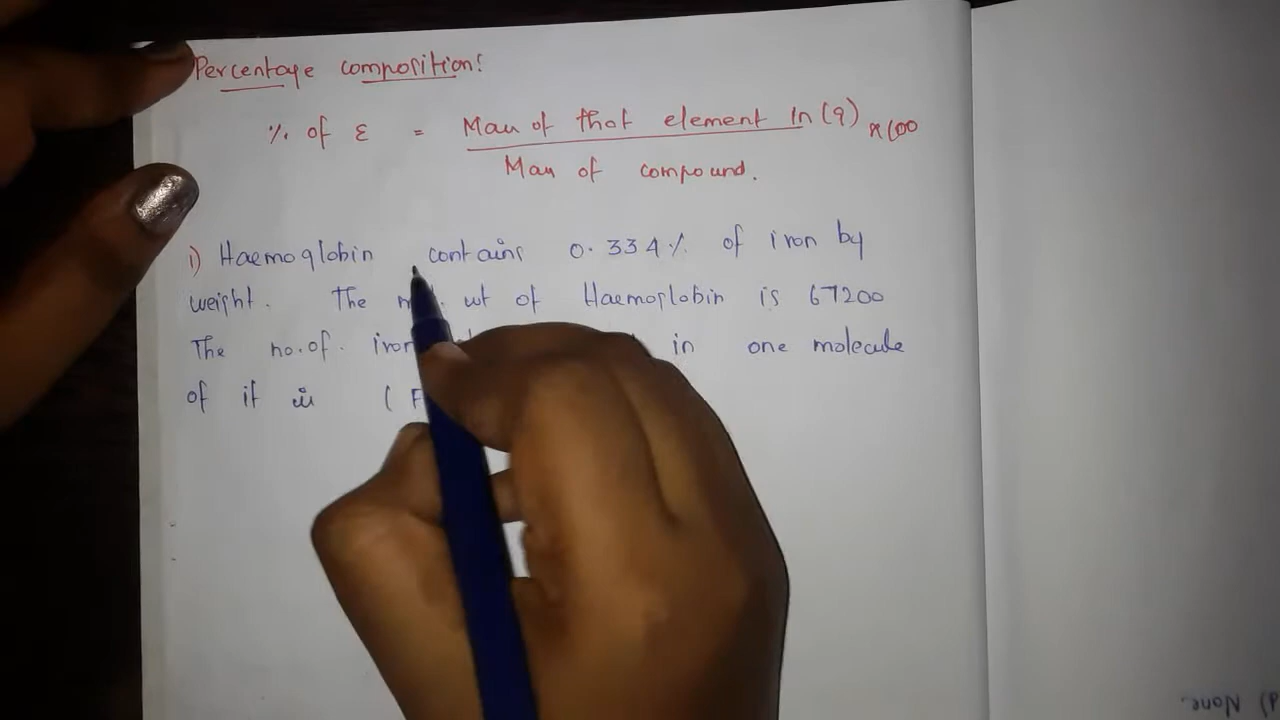 Percentage composition:
% of E = Mass of that element in (g) × 100
Mass of compound.
1) Haemoglobin contains 0.334% of iron by
weight. The wt of Haemoglobin is 67200
The no. of. iron in one molecule
of it is (
d) None.